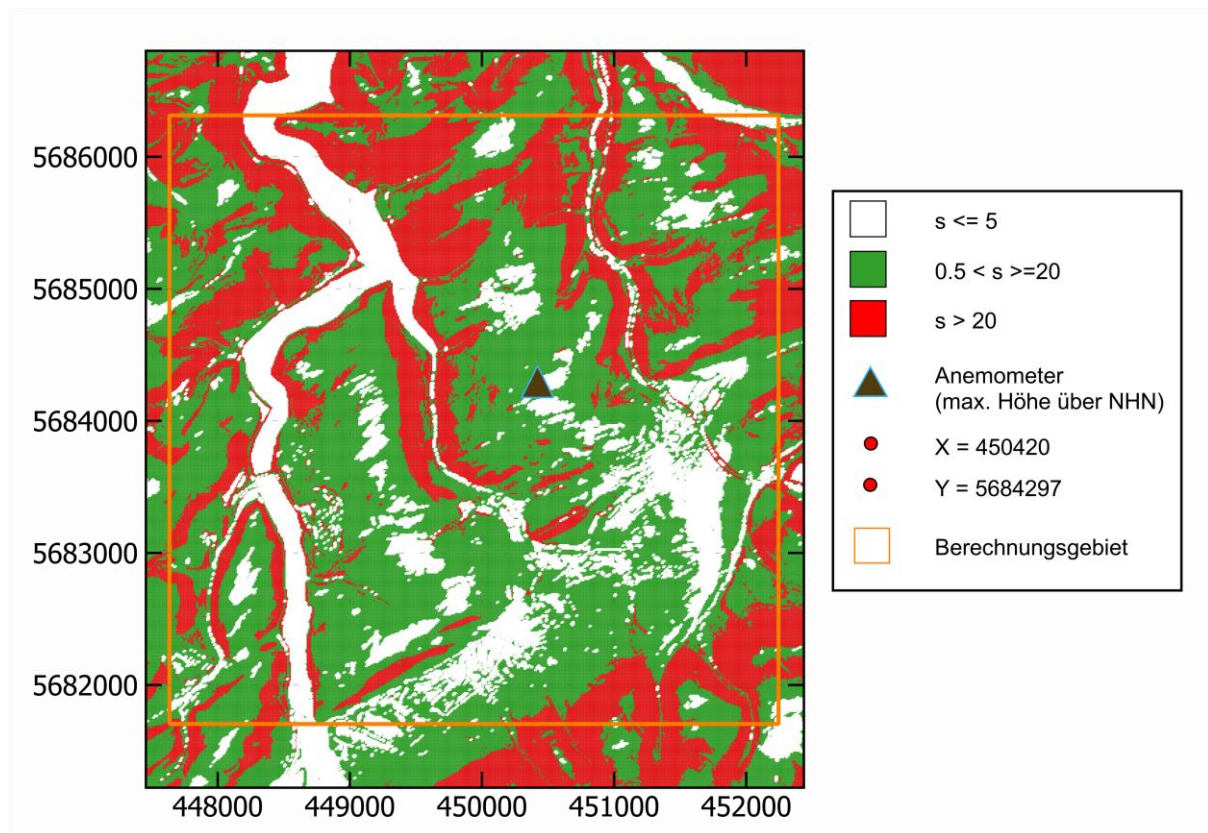 5686000
5685000
5684000
5683000
5682000
448000 449000 450000 451000 452000
s <= 5
0.5 < s >=20
s > 20
Anemometer
(max. Höhe über NHN)
X = 450420
Y = 5684297
Berechnungsgebiet